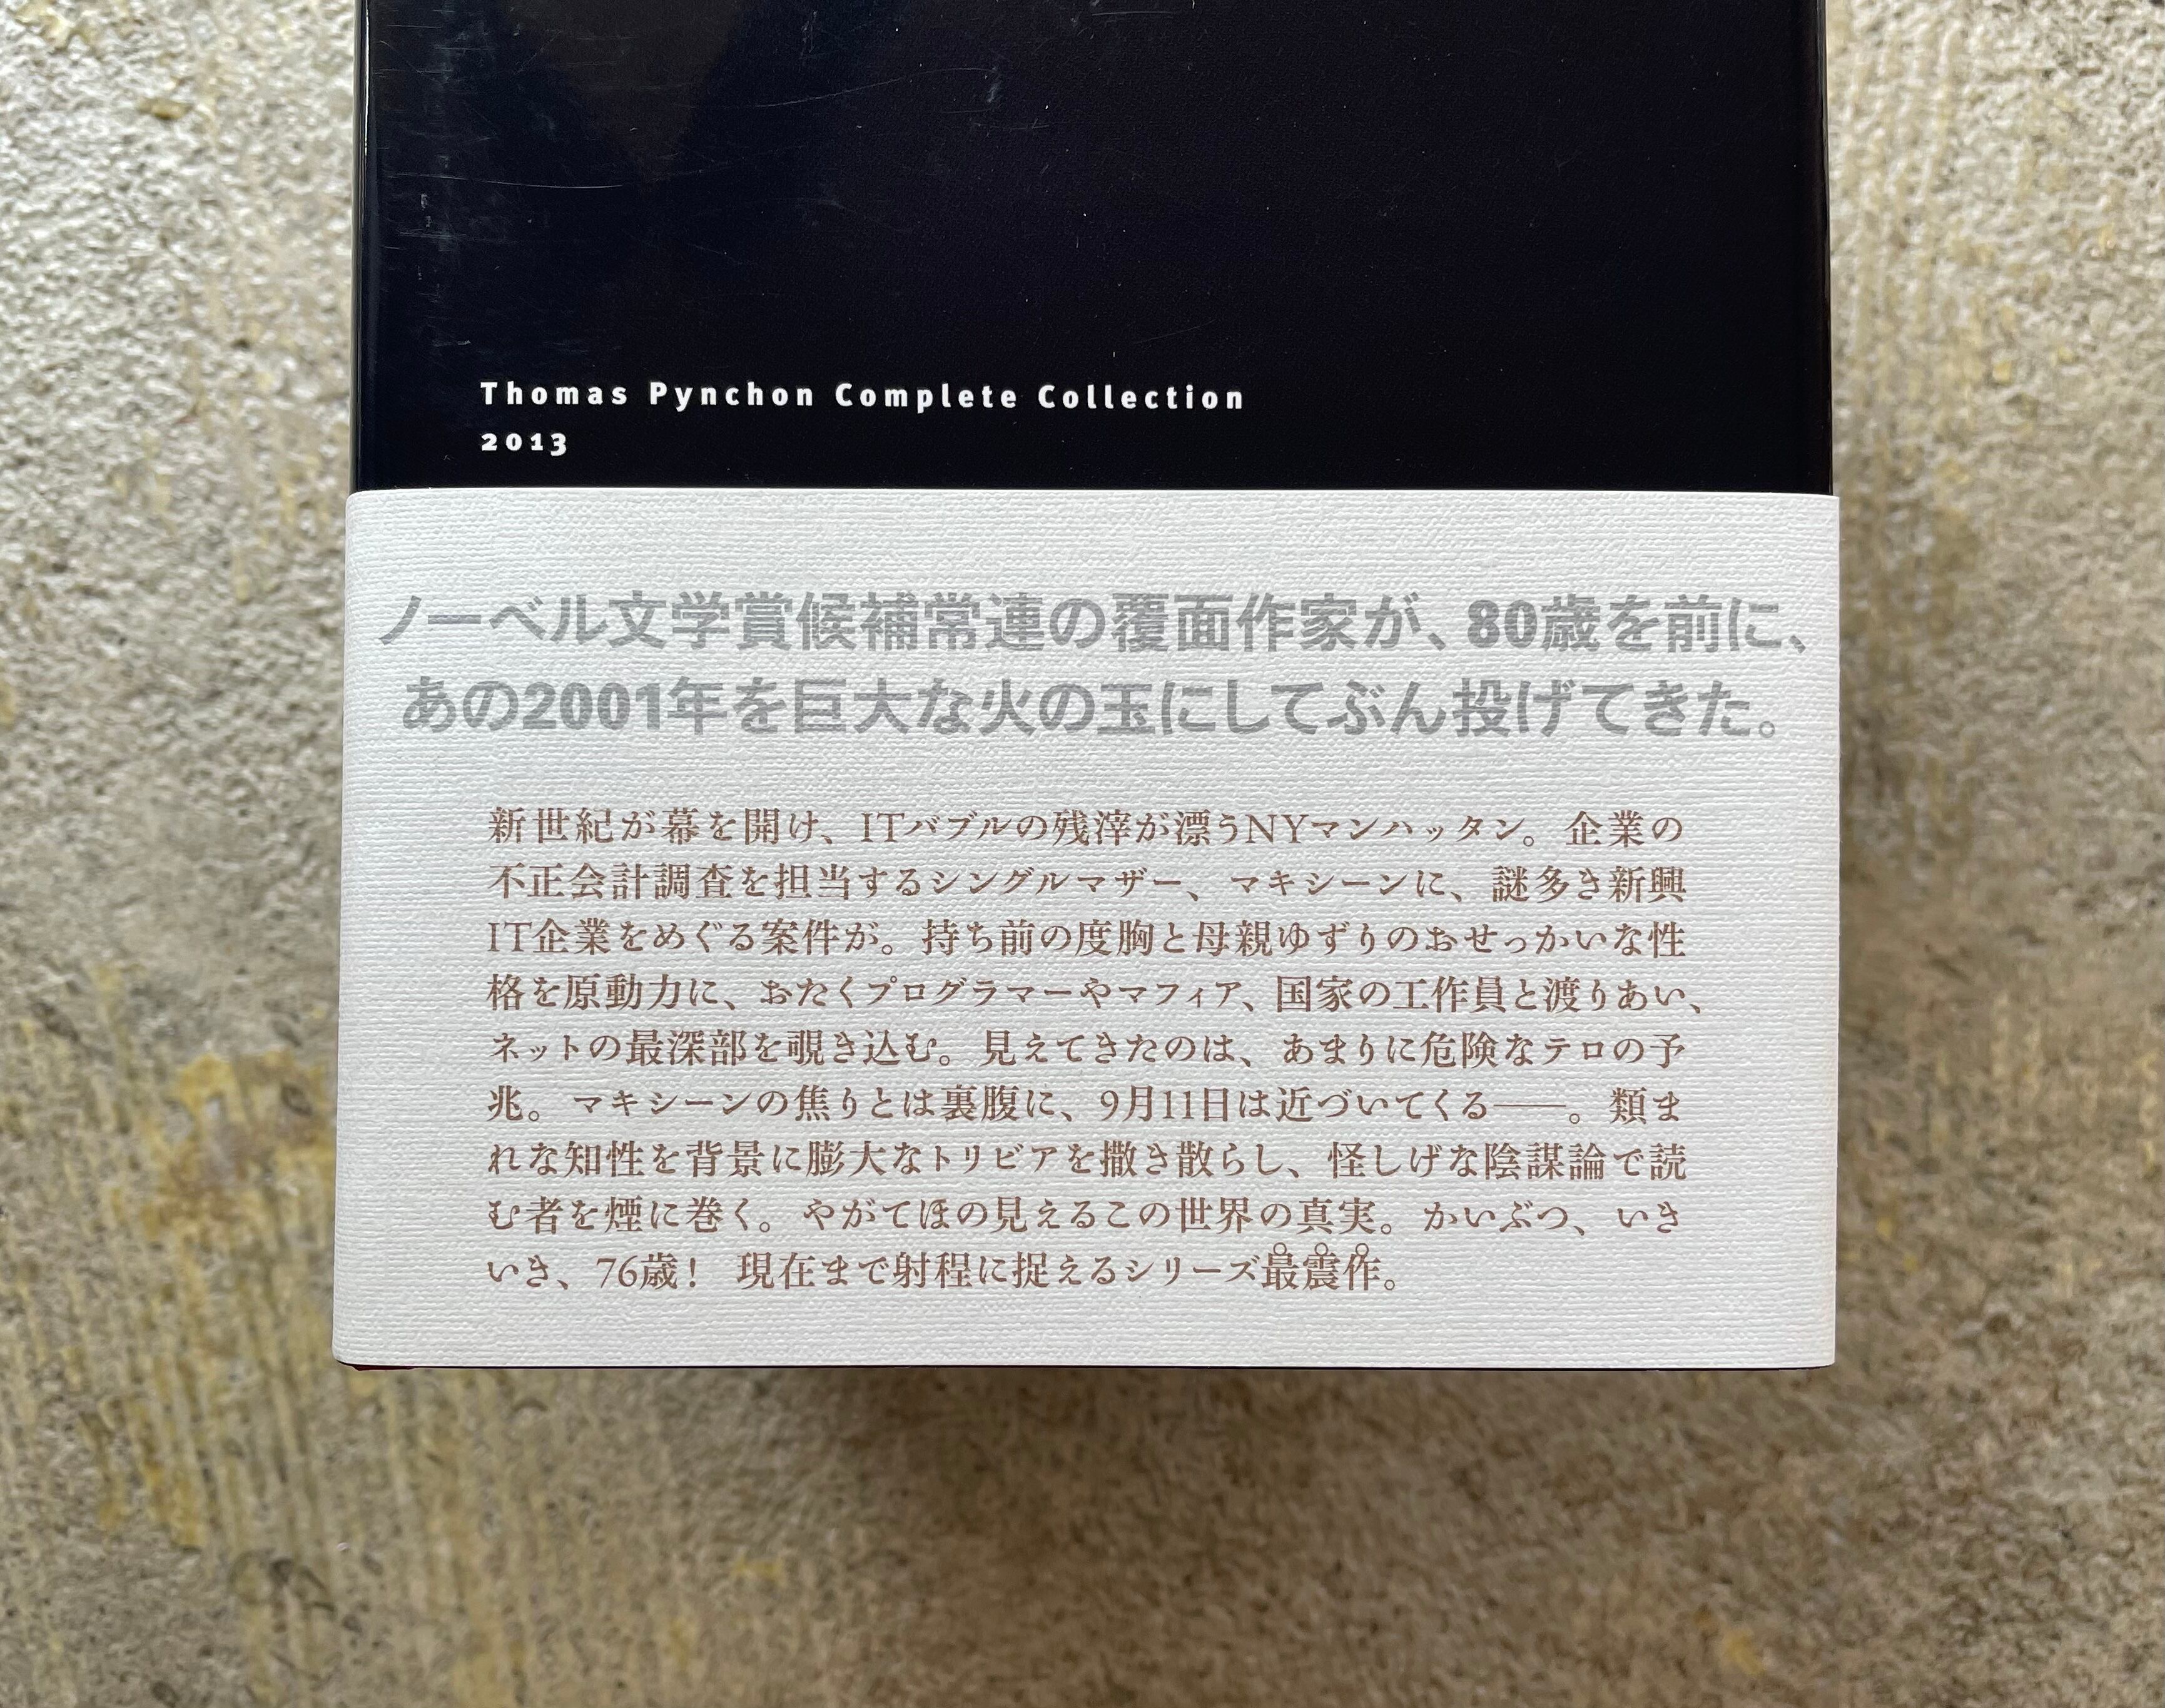 Thomas Pynchon Complete Collection
2013
ノーベル文学賞候補常連の覆面作家が、80歳を前に、
あの2001年を巨大な火の玉にしてぶん投げてきた。
新世紀が幕を開け、ITバブルの残滓が漂うNYマンハッタン。企業の
不正会計調査を担当するシングルマザー、マキシーンに、謎多き新興
IT企業をめぐる案件が。持ち前の度胸と母親ゆずりのおせっかいな性
格を原動力に、おたくプログラマーやマフィア、国家の工作員と渡りあい、
ネットの最深部を覗き込む。見えてきたのは、あまりに危険なテロの予
兆。マキシーンの焦りとは裏腹に、9月11日は近づいてくる――。類ま
れな知性を背景に膨大なトリビアを撒き散らし、怪しげな陰謀論で読
む者を煙に巻く。やがてほの見えるこの世界の真実。かいぶつ、いき
いき、76歳！ 現在まで射程に捉えるシリーズ最震作。